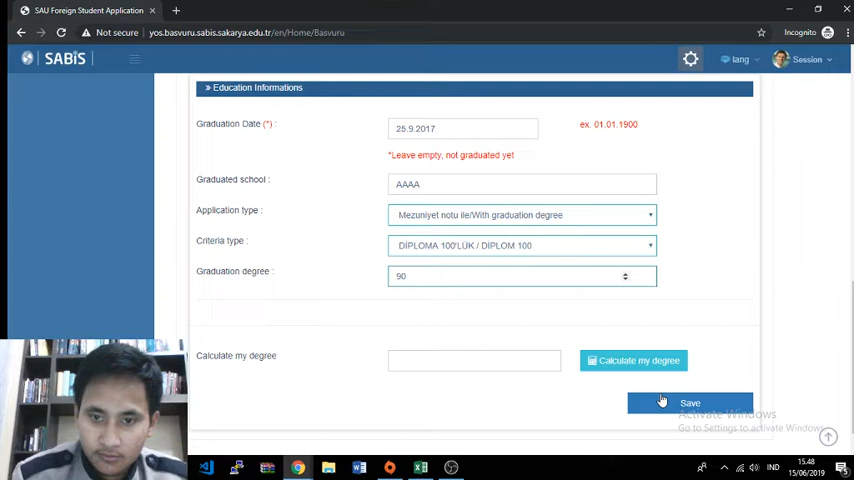 SAU Foreign Student Application
Not secure
yos.basvuru.sabis.sakarya.edu.tr/en/Home/Basvuru
Incognito
SABİS
lang
Session
» Education Informations
Graduation Date (*) :
25.9.2017
ex. 01.01.1900
*Leave empty, not graduated yet
Graduated school :
AAAA
Application type :
Mezuniyet notu ile/With graduation degree
Criteria type :
DİPLOMA 100'LÜK / DİPLOM 100
Graduation degree :
90
Calculate my degree
Calculate my degree
Save
Activate Windows
Go to Settings to activate Windows.
IND
15.48
15/06/2019
5